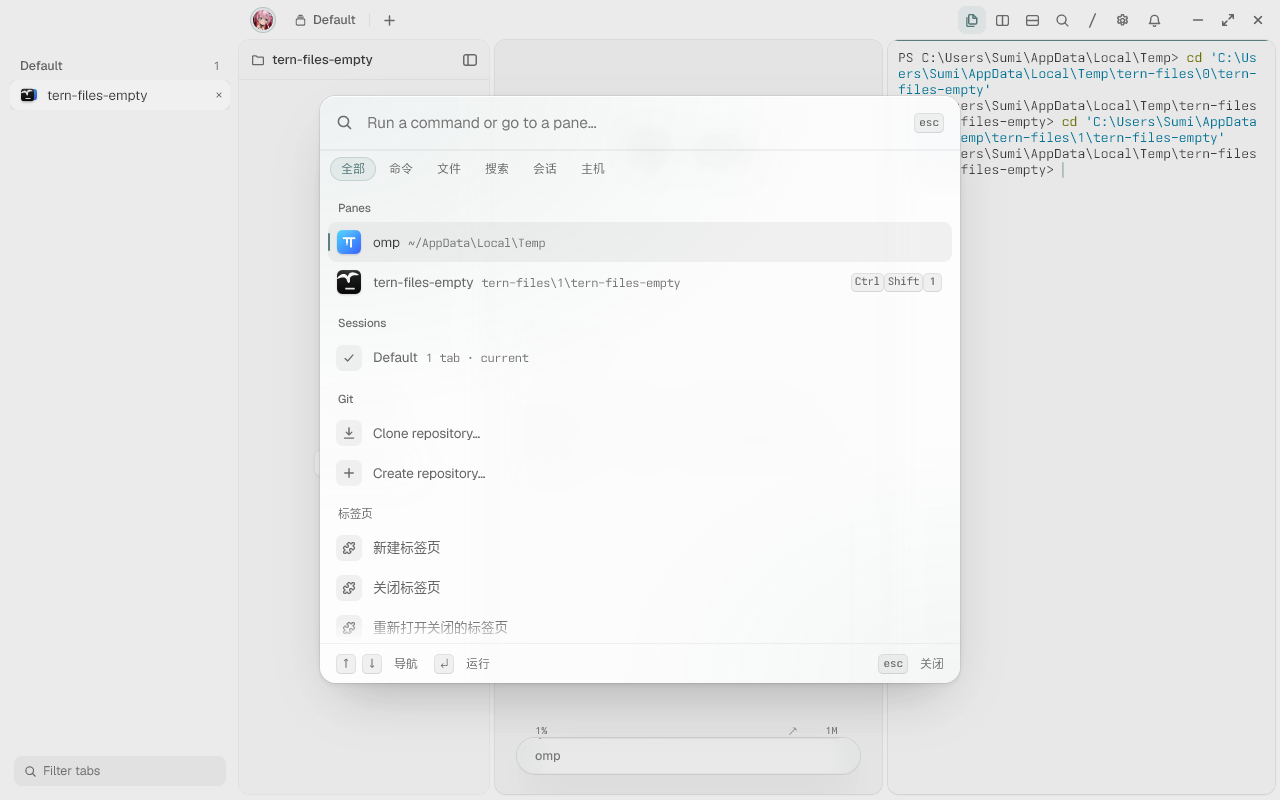 Default
Default
1
tern-files-empty
×
Filter tabs
tern-files-empty
PS C:\Users\Sumi\AppData\Local\Temp> cd 'C:\Us
ers\Sumi\AppData\Local\Temp\tern-files\0\tern-
files-empty'
ers\Sumi\AppData\Local\Temp\tern-files
files-empty> cd 'C:\Users\Sumi\AppData
emp\tern-files\1\tern-files-empty'
ers\Sumi\AppData\Local\Temp\tern-files
files-empty>
Run a command or go to a pane…
esc
全部 命令 文件 搜索 会话 主机
Panes
omp ~/AppData\Local\Temp
tern-files-empty tern-files\1\tern-files-empty Ctrl Shift 1
Sessions
Default 1 tab · current
Git
Clone repository…
Create repository…
标签页
新建标签页
关闭标签页
重新打开关闭的标签页
↑ ↓ 导航 ↵ 运行 esc 关闭
1% ↗ 1M
omp